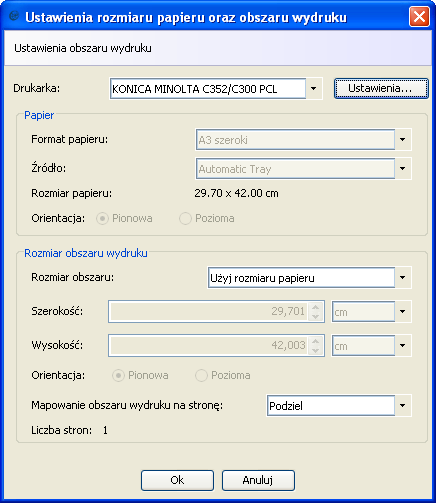 Ustawienia rozmiaru papieru oraz obszaru wydruku
Ustawienia obszaru wydruku
Drukarka: KONICA MINOLTA C352/C300 PCL Ustawienia...
Papier
Format papieru: A3 szeroki
Źródło: Automatic Tray
Rozmiar papieru: 29.70 x 42.00 cm
Orientacja: Pionowa Pozioma
Rozmiar obszaru wydruku
Rozmiar obszaru: Użyj rozmiaru papieru
Szerokość: 29,701 cm
Wysokość: 42,003 cm
Orientacja: Pionowa Pozioma
Mapowanie obszaru wydruku na stronę: Podziel
Liczba stron: 1
Ok Anuluj